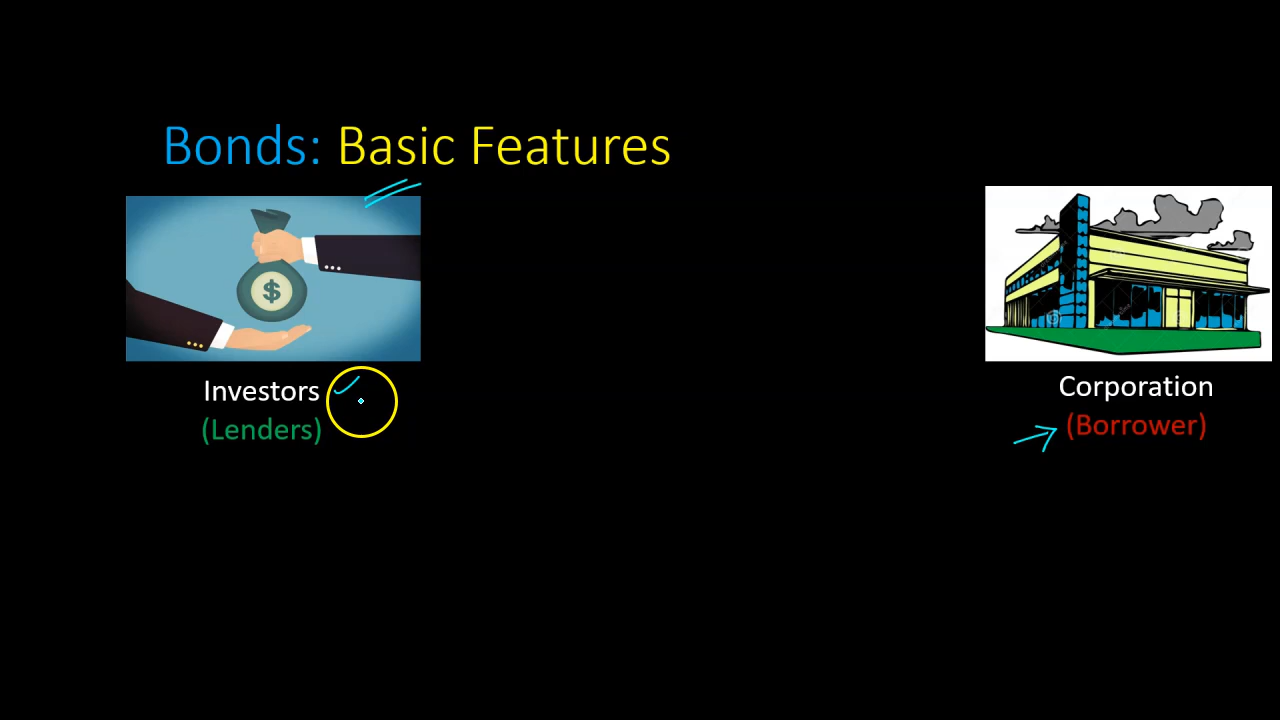 Bonds: Basic Features
$
Investors
(Lenders)
Corporation
(Borrower)